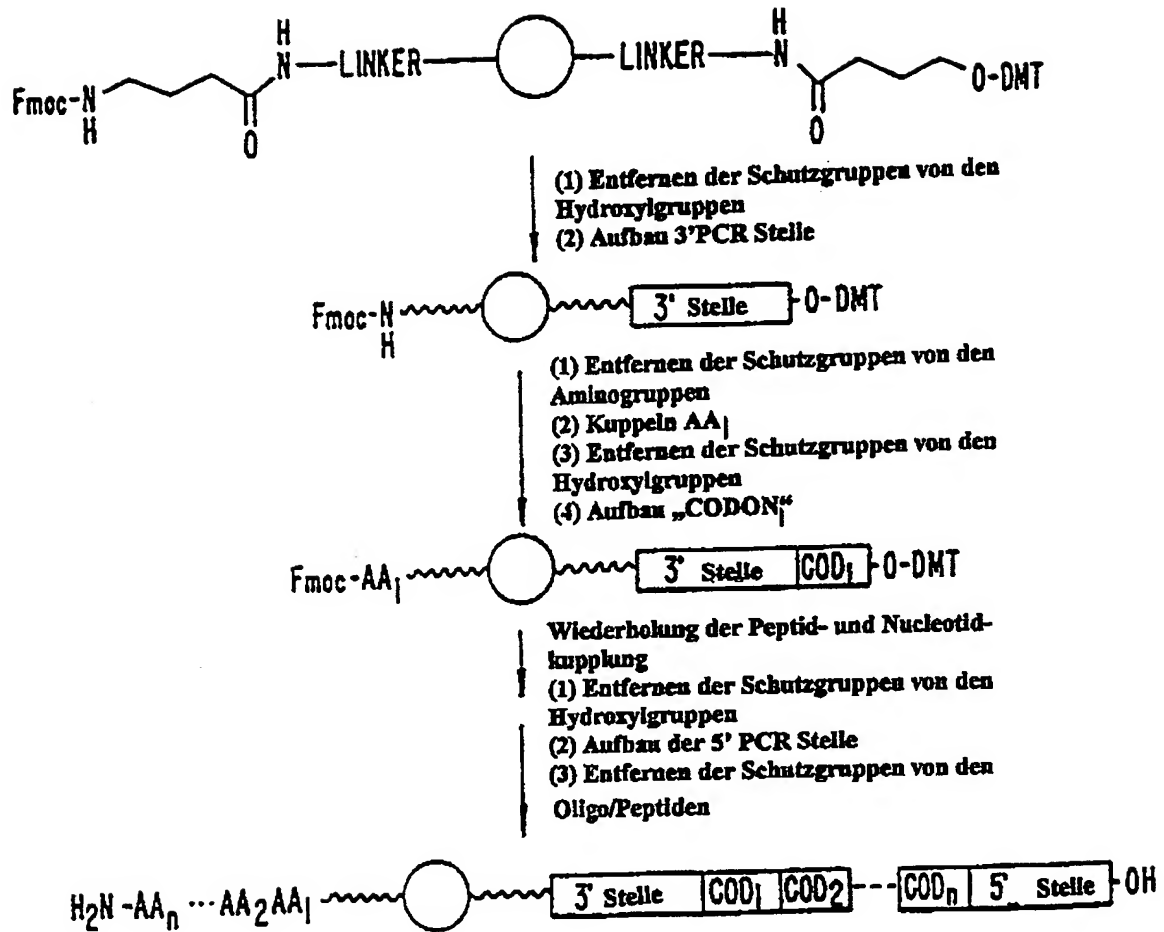 H H
N—LINKER LINKER—N
Fmoc-N O-DMT
H O O
(1) Entfernen der Schutzgruppen von den
Hydroxylgruppen
(2) Aufbau 3'PCR Stelle
Fmoc-N 3' Stelle O-DMT
H
(1) Entfernen der Schutzgruppen von den
Aminogruppen
(2) Kuppeln AA1
(3) Entfernen der Schutzgruppen von den
Hydroxylgruppen
(4) Aufbau „CODON1“
Fmoc-AA1 3' Stelle COD1 O-DMT
Wiederholung der Peptid- und Nucleotid-
kupplung
(1) Entfernen der Schutzgruppen von den
Hydroxylgruppen
(2) Aufbau der 5' PCR Stelle
(3) Entfernen der Schutzgruppen von den
Oligo/Peptiden
H2N-AAn ···AA2AA1 3' Stelle COD1 COD2 --- CODn 5' Stelle OH